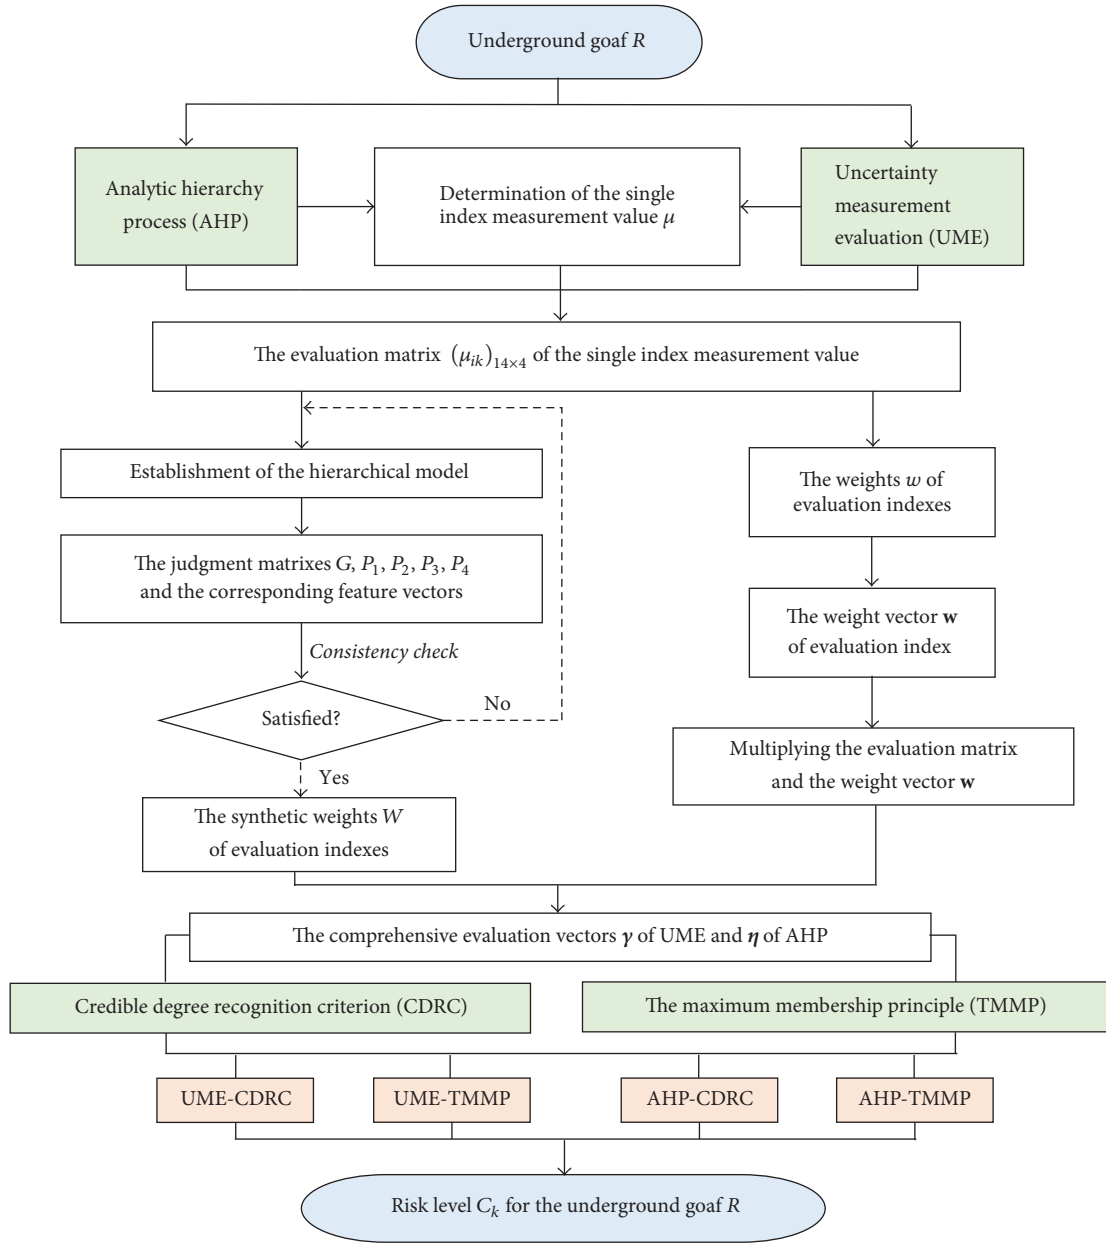 Underground goaf R
Analytic hierarchy
process (AHP)
Determination of the single
index measurement value μ
Uncertainty
measurement
evaluation (UME)
The evaluation matrix (μik)14×4 of the single index measurement value
Establishment of the hierarchical model
The judgment matrixes G, P1, P2, P3, P4
and the corresponding feature vectors
Consistency check
Satisfied?
No
Yes
The synthetic weights W
of evaluation indexes
The weights w of
evaluation indexes
The weight vector w
of evaluation index
Multiplying the evaluation matrix
and the weight vector w
The comprehensive evaluation vectors γ of UME and η of AHP
Credible degree recognition criterion (CDRC)
The maximum membership principle (TMMP)
UME-CDRC
UME-TMMP
AHP-CDRC
AHP-TMMP
Risk level Ck for the underground goaf R